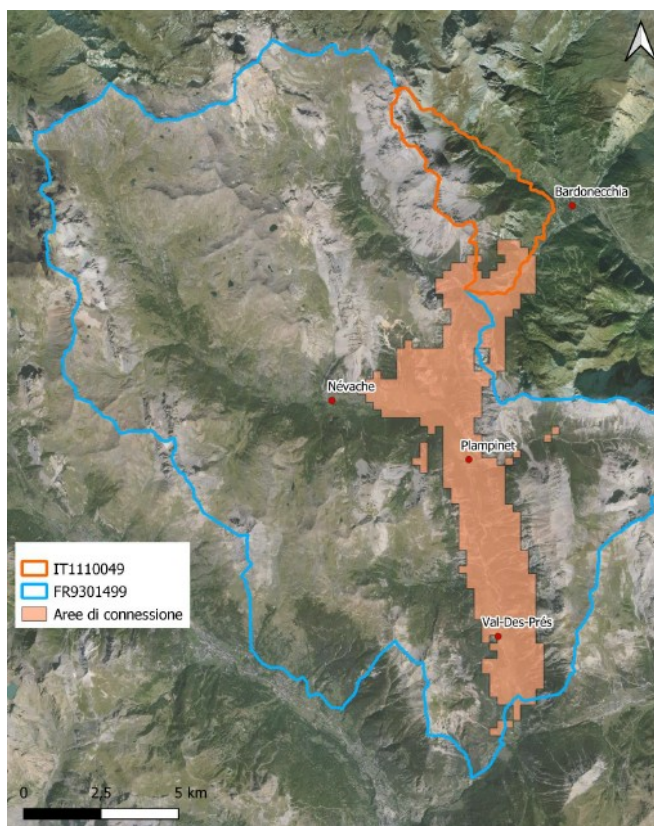 Bardonecchia
Névache
Plampinet
IT1110049
FR9301499
Aree di connessione
Val-Des-Prés
0 2,5 5 km